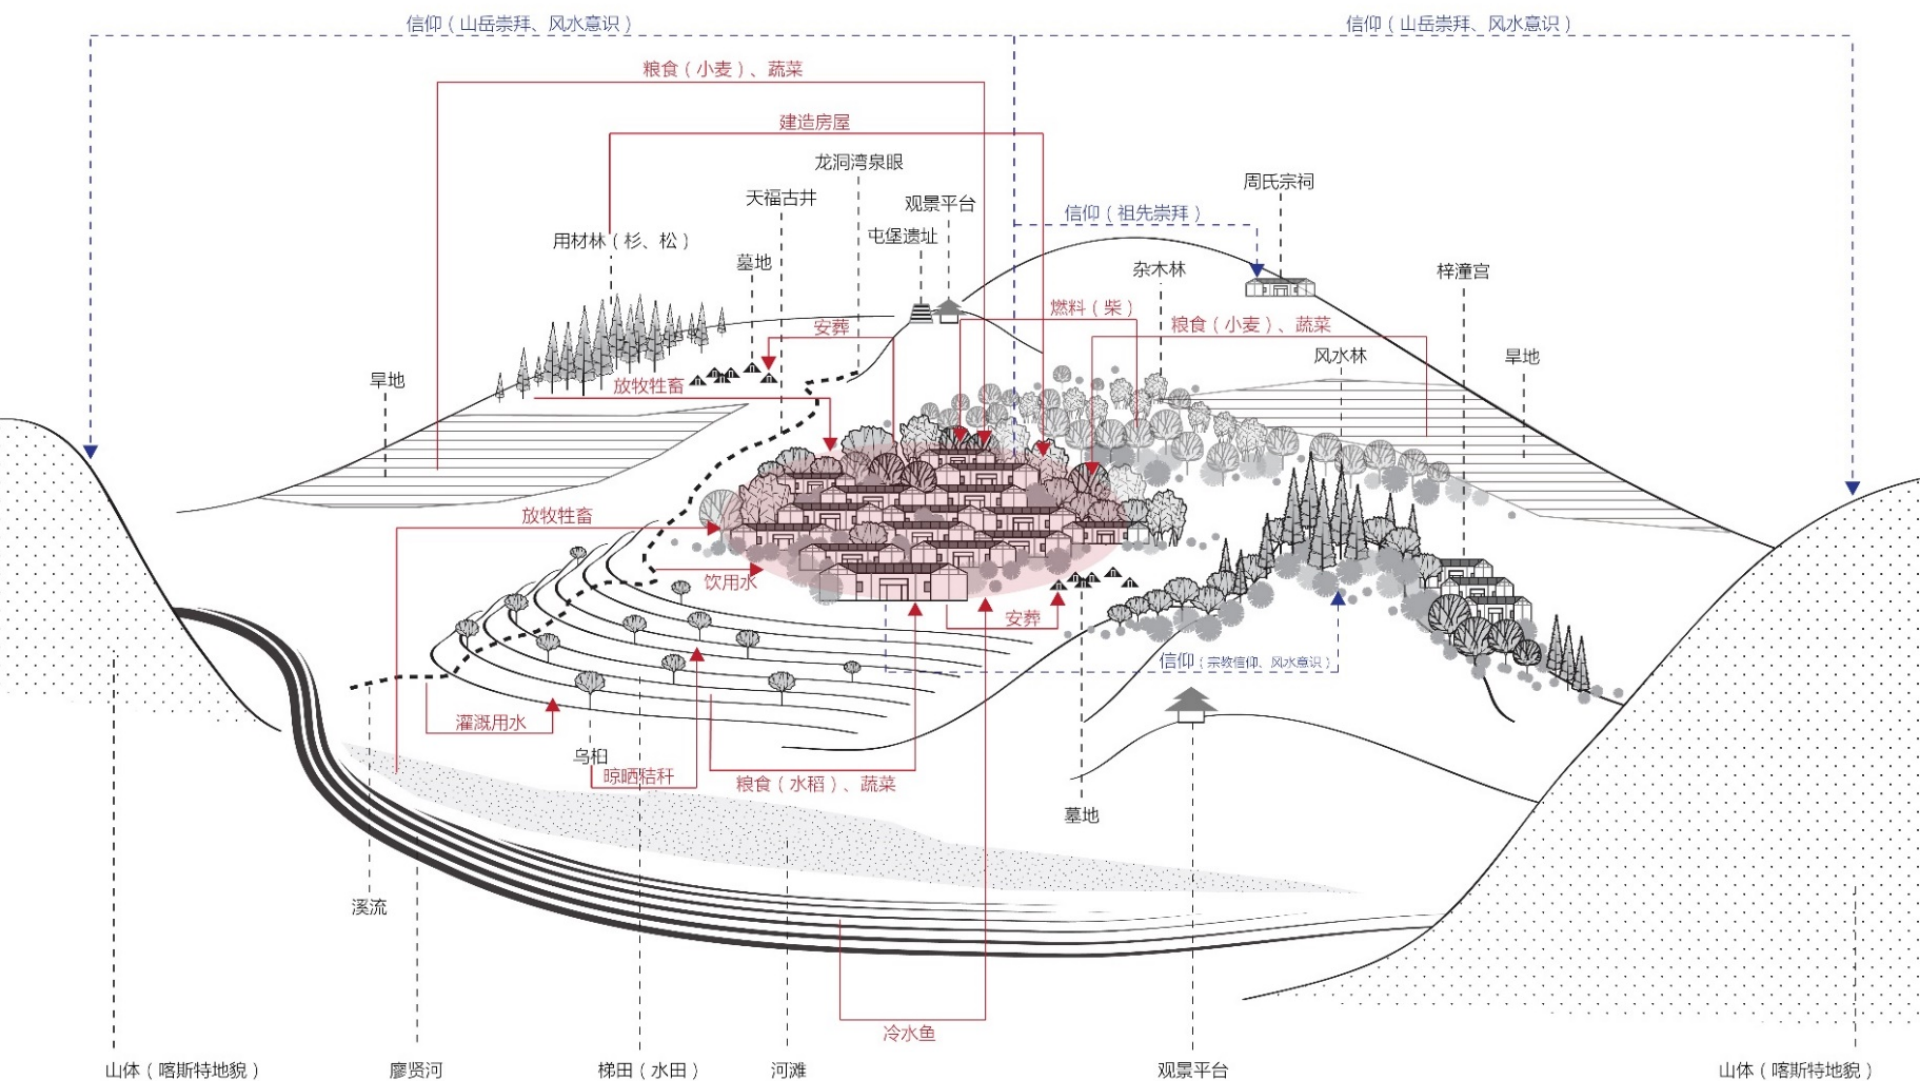 信仰（山岳崇拜、风水意识）
信仰（山岳崇拜、风水意识）
粮食（小麦）、蔬菜
建造房屋
龙洞湾泉眼
周氏宗祠
天福古井
观景平台
信仰（祖先崇拜）
屯堡遗址
用材林（杉、松）
墓地
杂木林
梓潼宫
燃料（柴）
安葬
粮食（小麦）、蔬菜
风水林
旱地
旱地
放牧牲畜
放牧牲畜
饮用水
安葬
信仰（宗教信仰、风水意识）
灌溉用水
乌桕
晾晒秸秆
粮食（水稻）、蔬菜
墓地
溪流
冷水鱼
山体（喀斯特地貌）
廖贤河
梯田（水田）
河滩
观景平台
山体（喀斯特地貌）